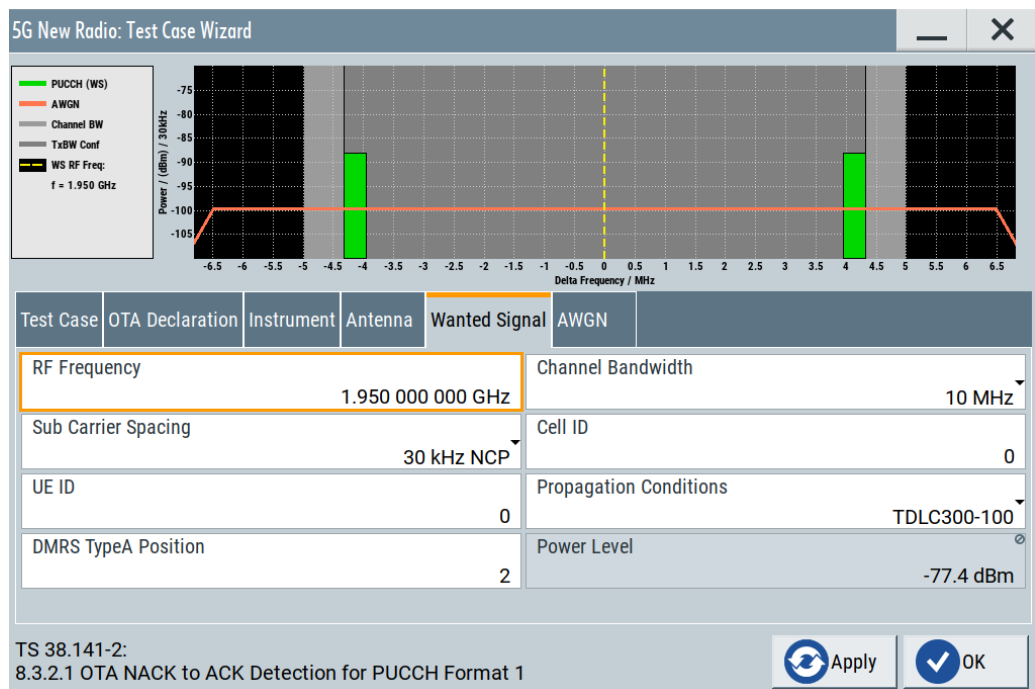 5G New Radio: Test Case Wizard
PUCCH (WS)
AWGN
Channel BW
TxBW Conf
WS RF Freq:
f = 1.950 GHz
Power / (dBm) / 30kHz
-75
-80
-85
-90
-95
-100
-105
-6.5 -6 -5.5 -5 -4.5 -4 -3.5 -3 -2.5 -2 -1.5 -1 -0.5 0 0.5 1 1.5 2 2.5 3 3.5 4 4.5 5 5.5 6 6.5
Delta Frequency / MHz
Test Case OTA Declaration Instrument Antenna Wanted Signal AWGN
RF Frequency
1.950 000 000 GHz
Channel Bandwidth
10 MHz
Sub Carrier Spacing
30 kHz NCP
Cell ID
0
UE ID
0
Propagation Conditions
TDLC300-100
DMRS TypeA Position
2
Power Level
-77.4 dBm
TS 38.141-2:
8.3.2.1 OTA NACK to ACK Detection for PUCCH Format 1
Apply
OK